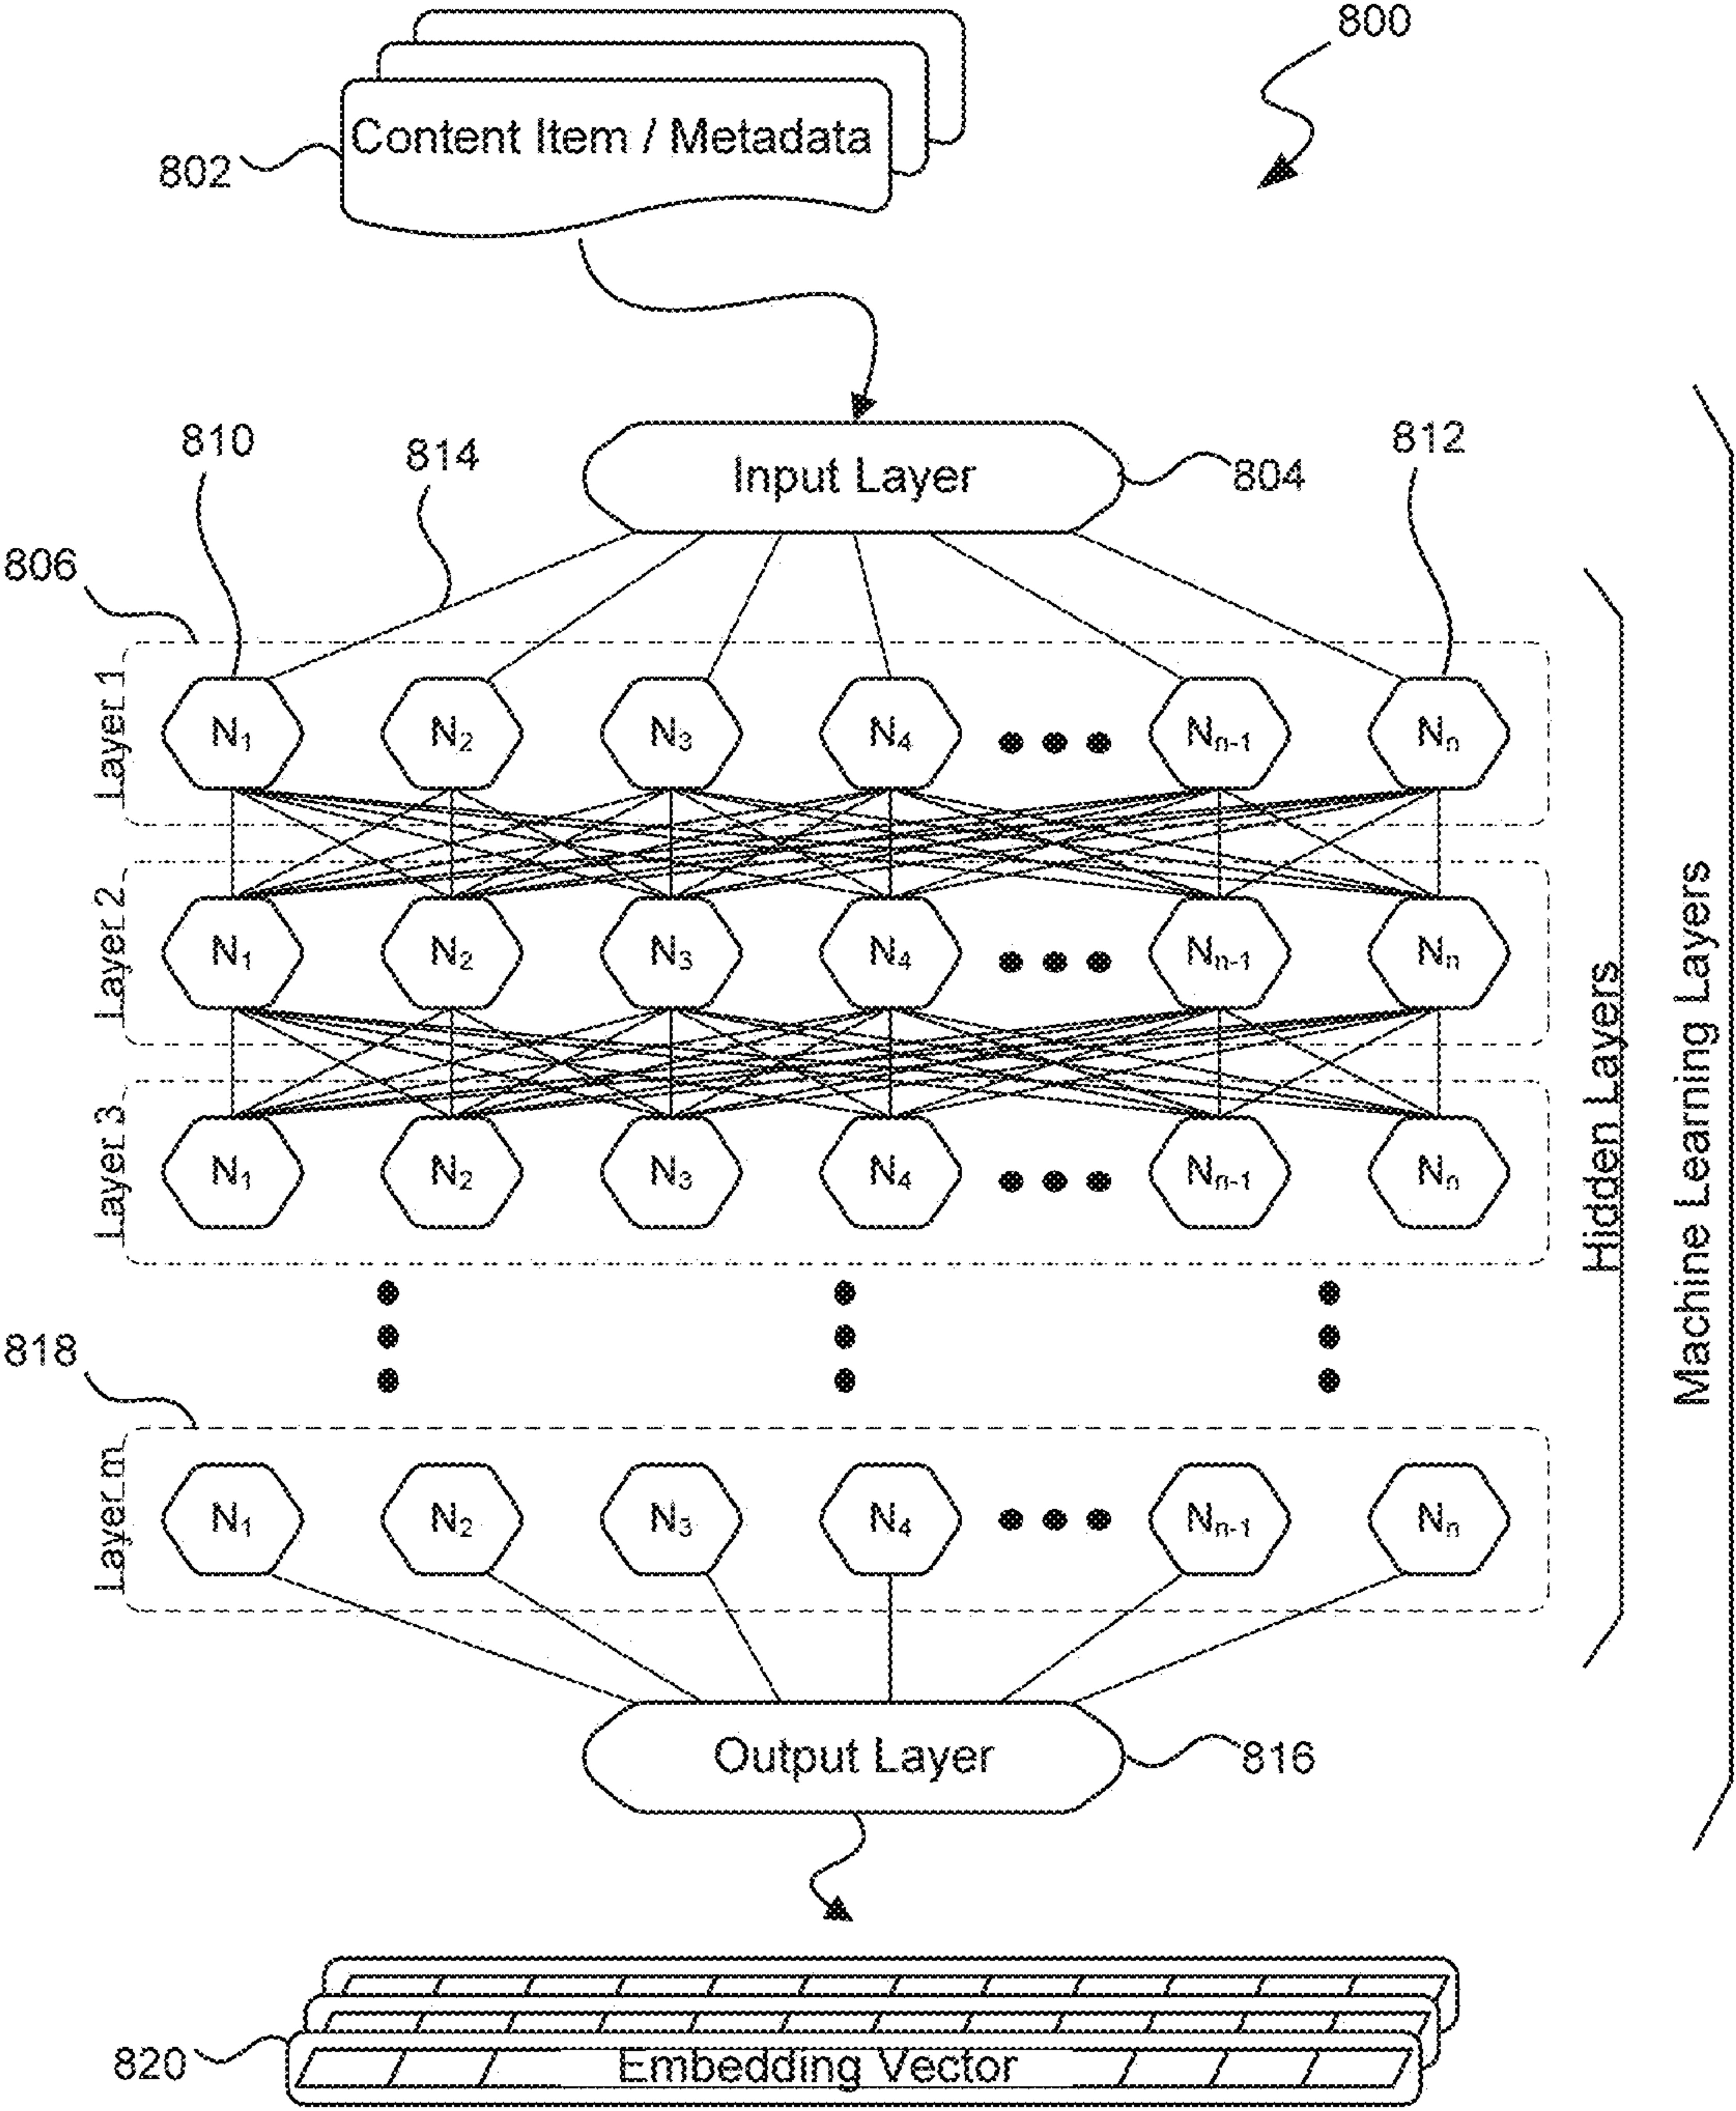 800
Content Item / Metadata
802
810
814
Input Layer
804
812
806
Layer 1
N1 N2 N3 N4 Nn-1 Nn
Layer 2
N1 N2 N3 N4 Nn-1 Nn
Layer 3
N1 N2 N3 N4 Nn-1 Nn
Hidden Layers
Machine Learning Layers
818
Layer m
N1 N2 N3 N4 Nn-1 Nn
Output Layer
816
820
Embedding Vector